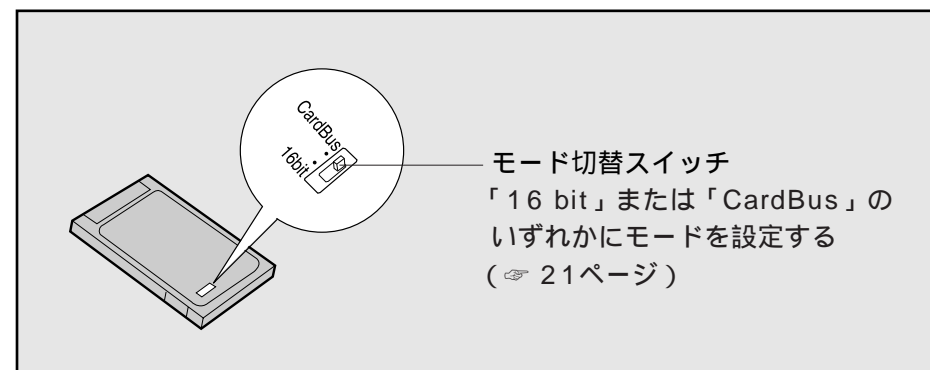 CardBus
16bit
モード切替スイッチ
「16 bit」または「CardBus」の
いずれかにモードを設定する
(☞ 21ページ)